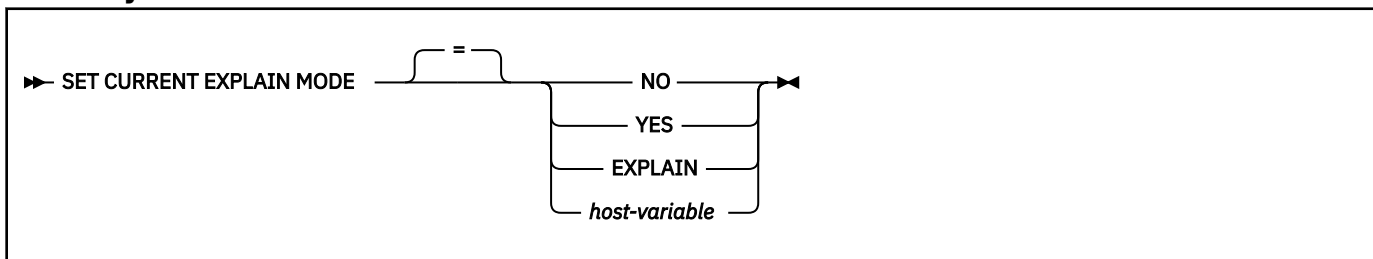 =
SET CURRENT EXPLAIN MODE NO
YES
EXPLAIN
host-variable